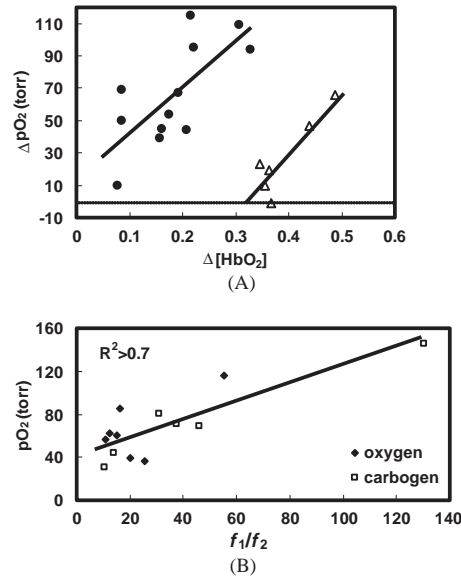 110
90
70
50
30
10
-10
ΔpO₂ (torr)
0 0.1 0.2 0.3 0.4 0.5 0.6
Δ[HbO₂]
(A)
160
120
80
40
0
pO₂ (torr)
R²>0.7
oxygen
carbogen
0 20 40 60 80 100 120 140
f₁/f₂
(B)